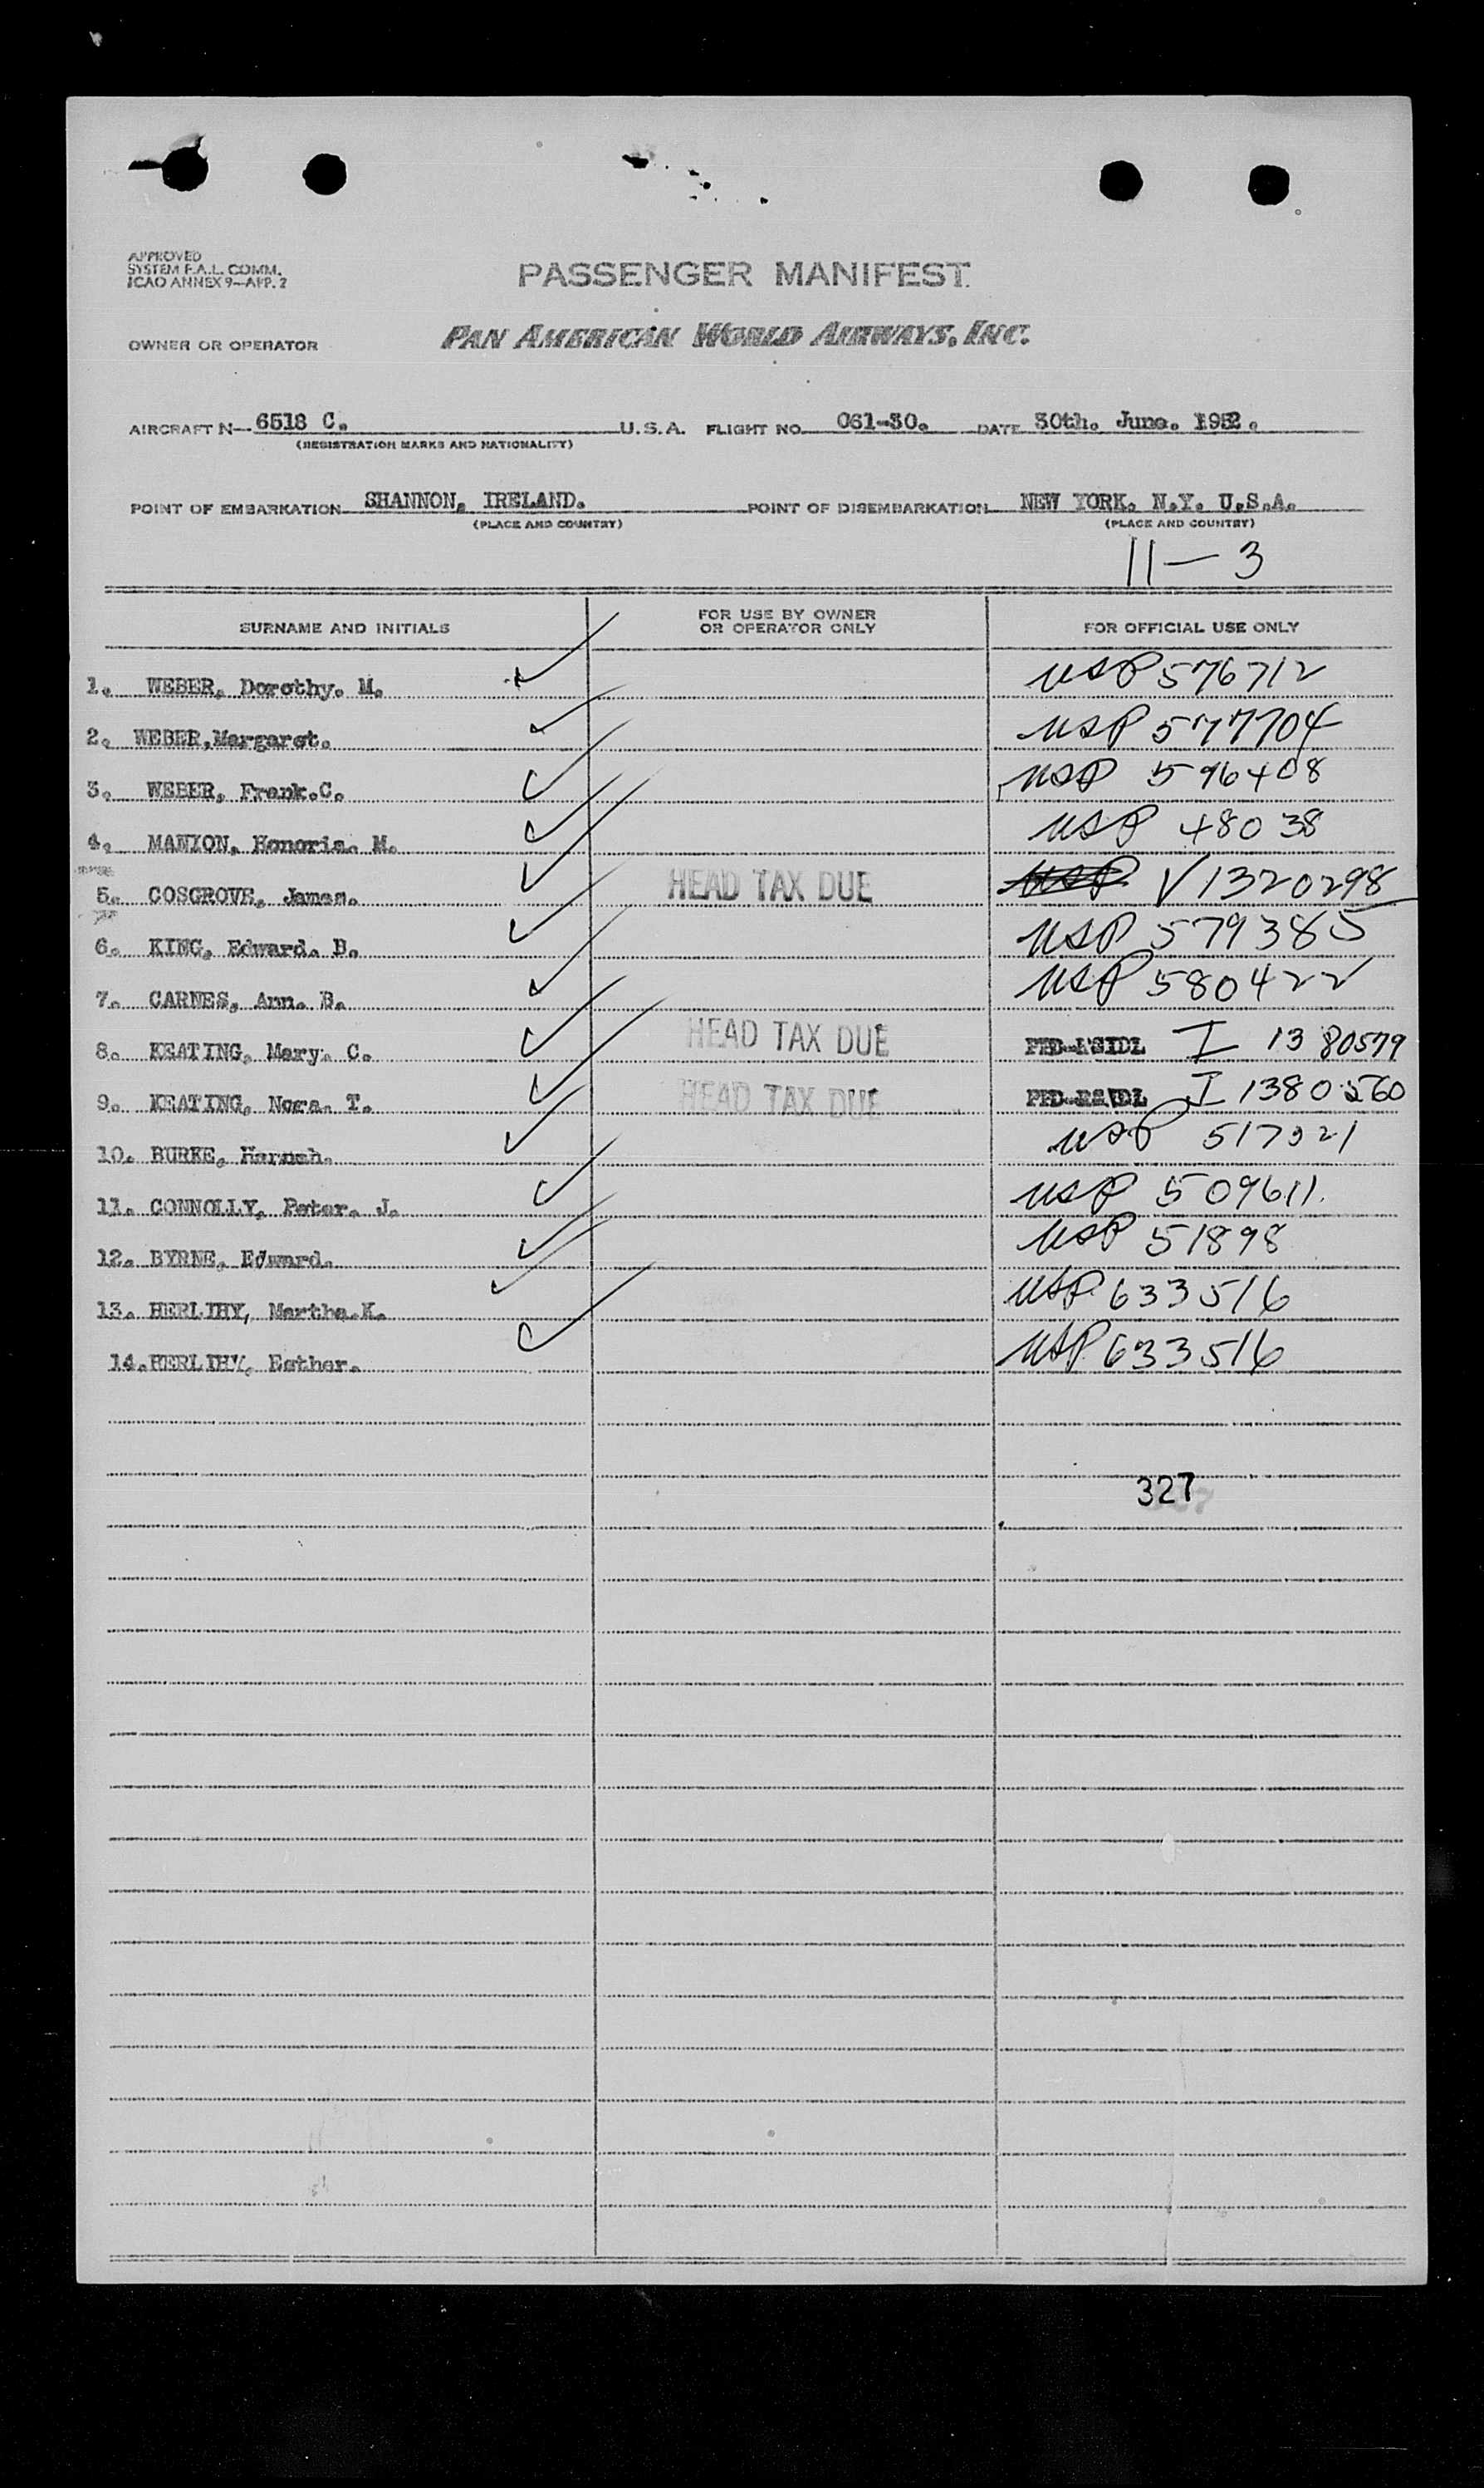 APPROVED
SYSTEM F.A.L. COMM.
ICAO ANNEX 9—APP. 2
PASSENGER MANIFEST
OWNER OR OPERATOR PAN AMERICAN WORLD AIRWAYS, INC.
AIRCRAFT N— 6518 C. U.S.A. FLIGHT NO. 061-30. DATE 30th. June. 1952.
(REGISTRATION MARKS AND NATIONALITY)
POINT OF EMBARKATION SHANNON, IRELAND. POINT OF DISEMBARKATION NEW YORK. N.Y. U.S.A.
(PLACE AND COUNTRY) (PLACE AND COUNTRY)
11—3
SURNAME AND INITIALS FOR USE BY OWNER OR OPERATOR ONLY FOR OFFICIAL USE ONLY
1. WEBER, Dorothy. M. USP 576712
2. WEBER, Margaret. USP 577704
3. WEBER, Frank.C. USP 596408
4. MANION, Honoria. M. USP 48038
5. COSGROVE, James. HEAD TAX DUE USP V1320298
6. KING, Edward. B. USP 579385
7. CARNES, Ann. B. USP 580422
8. KEATING, Mary. C. HEAD TAX DUE I 1380579
9. KEATING, Nora. T. HEAD TAX DUE I 1380560
10. BURKE, Hannah. USP 517921
11. CONNOLLY, Peter. J. USP 509611
12. BYRNE, Edward. USP 51898
13. HERLIHY, Martha.K. USP 633516
14. HERLIHY, Esther. USP 633516
327